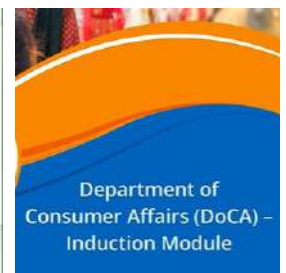 Department of
Consumer Affairs (DoCA) –
Induction Module